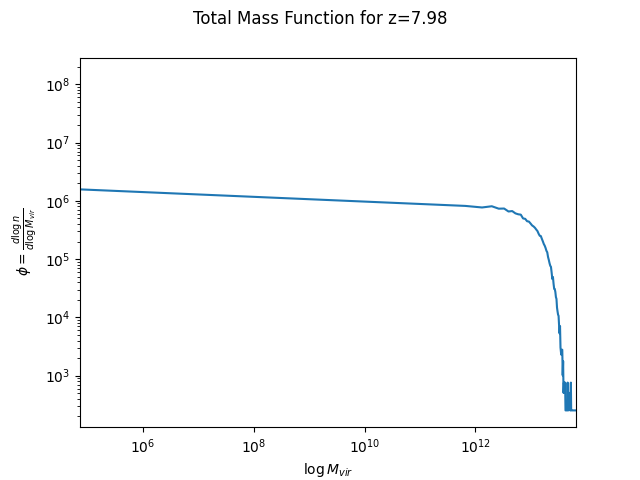 Total Mass Function for z=7.98
10^8
10^7
10^6
10^5
10^4
10^3
ϕ = d log n / d log M_vir
10^6 10^8 10^10 10^12
log M_vir